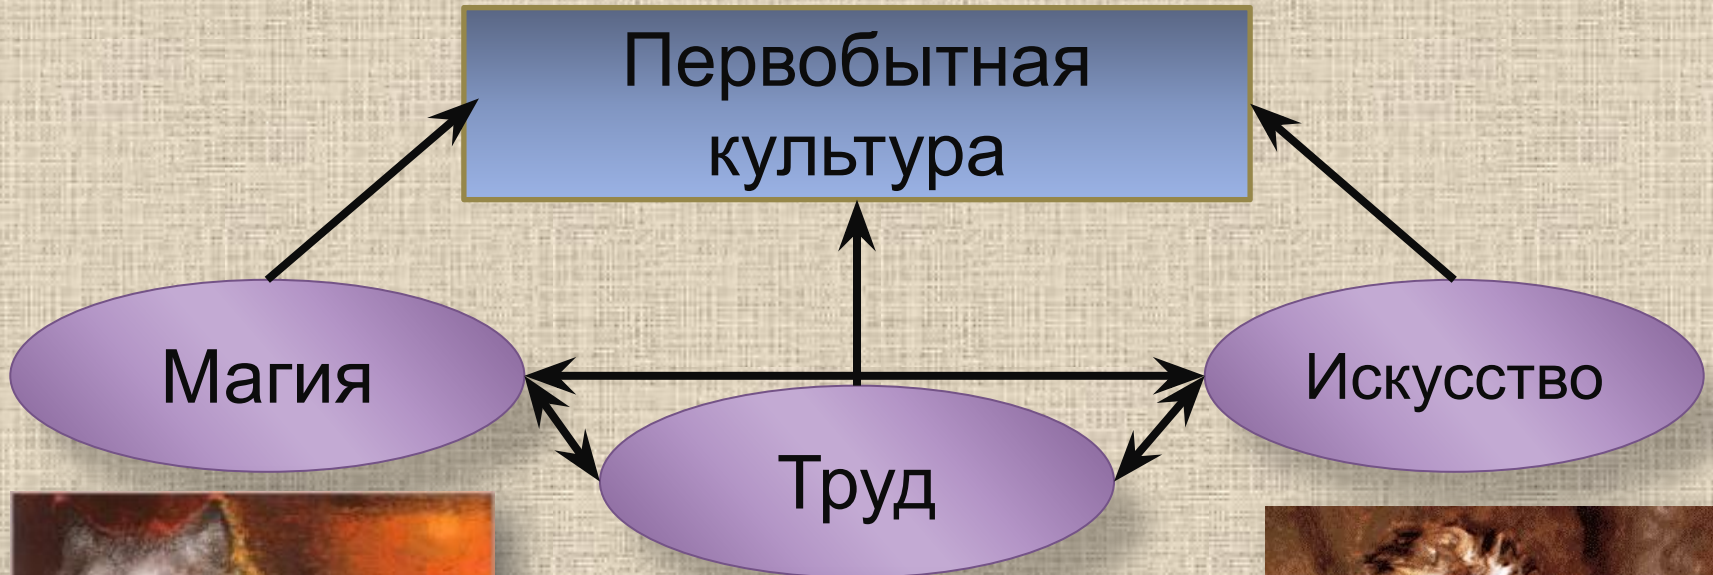 Первобытная
культура
Магия
Искусство
Труд